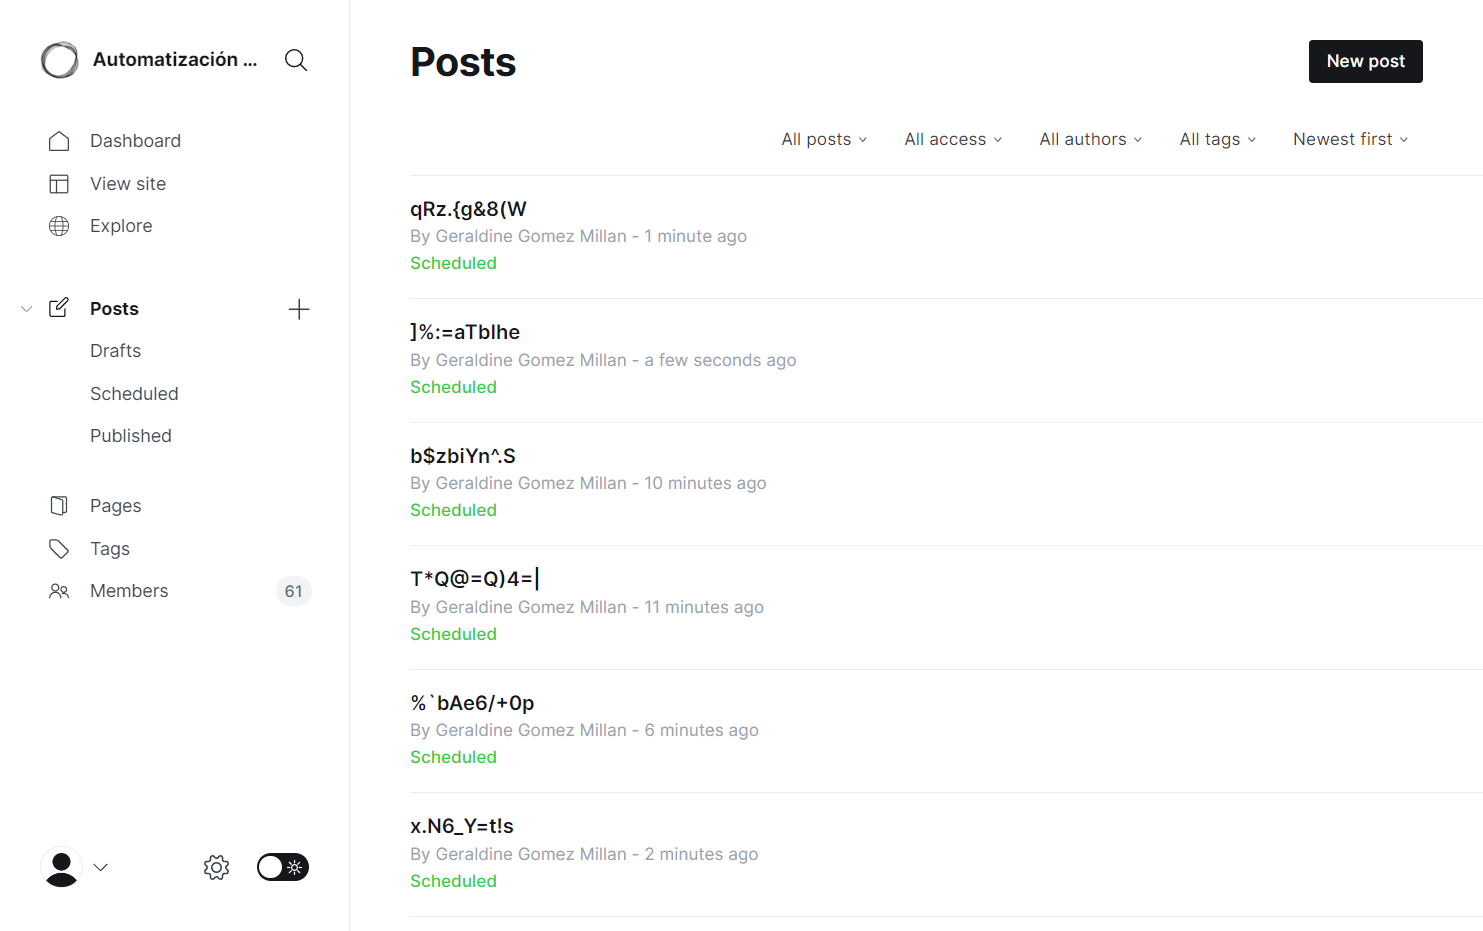 Automatización ...
Dashboard
View site
Explore
Posts
Drafts
Scheduled
Published
Pages
Tags
Members 61
Posts
New post
All posts All access All authors All tags Newest first
qRz.{g&8(W
By Geraldine Gomez Millan - 1 minute ago
Scheduled
]%:=aTbIhe
By Geraldine Gomez Millan - a few seconds ago
Scheduled
b$zbiYn^.S
By Geraldine Gomez Millan - 10 minutes ago
Scheduled
T*Q@=Q)4=|
By Geraldine Gomez Millan - 11 minutes ago
Scheduled
%`bAe6/+0p
By Geraldine Gomez Millan - 6 minutes ago
Scheduled
x.N6_Y=t!s
By Geraldine Gomez Millan - 2 minutes ago
Scheduled